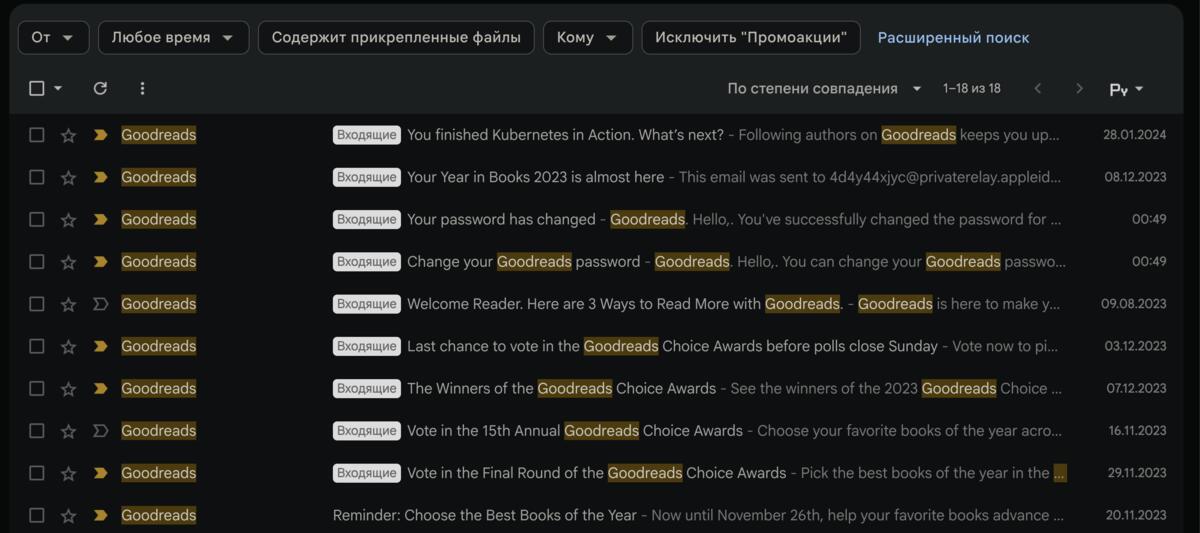 От Любое время Содержит прикрепленные файлы Кому Исключить "Промоакции" Расширенный поиск
По степени совпадения 1–18 из 18 Ру
Goodreads Входящие You finished Kubernetes in Action. What's next? - Following authors on Goodreads keeps you up... 28.01.2024
Goodreads Входящие Your Year in Books 2023 is almost here - This email was sent to 4d4y44xjyc@privaterelay.appleid... 08.12.2023
Goodreads Входящие Your password has changed - Goodreads. Hello,. You've successfully changed the password for ... 00:49
Goodreads Входящие Change your Goodreads password - Goodreads. Hello,. You can change your Goodreads passwo... 00:49
Goodreads Входящие Welcome Reader. Here are 3 Ways to Read More with Goodreads. - Goodreads is here to make y... 09.08.2023
Goodreads Входящие Last chance to vote in the Goodreads Choice Awards before polls close Sunday - Vote now to pi... 03.12.2023
Goodreads Входящие The Winners of the Goodreads Choice Awards - See the winners of the 2023 Goodreads Choice ... 07.12.2023
Goodreads Входящие Vote in the 15th Annual Goodreads Choice Awards - Choose your favorite books of the year acro... 16.11.2023
Goodreads Входящие Vote in the Final Round of the Goodreads Choice Awards - Pick the best books of the year in the ... 29.11.2023
Goodreads Reminder: Choose the Best Books of the Year - Now until November 26th, help your favorite books advance ... 20.11.2023